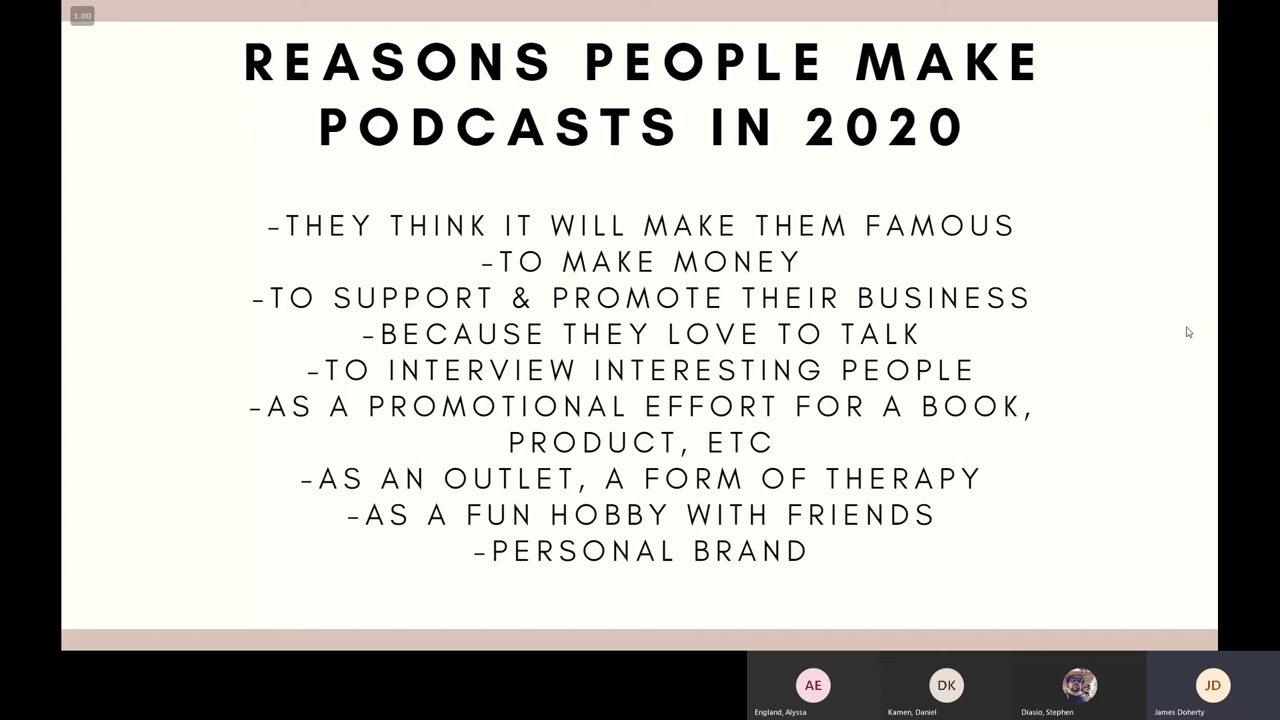 1.00
REASONS PEOPLE MAKE
PODCASTS IN 2020
-THEY THINK IT WILL MAKE THEM FAMOUS
-TO MAKE MONEY
-TO SUPPORT & PROMOTE THEIR BUSINESS
-BECAUSE THEY LOVE TO TALK
-TO INTERVIEW INTERESTING PEOPLE
-AS A PROMOTIONAL EFFORT FOR A BOOK,
PRODUCT, ETC
-AS AN OUTLET, A FORM OF THERAPY
-AS A FUN HOBBY WITH FRIENDS
-PERSONAL BRAND
AE
DK
JD
England, Alyssa
Kamen, Daniel
Diasio, Stephen
James Doherty